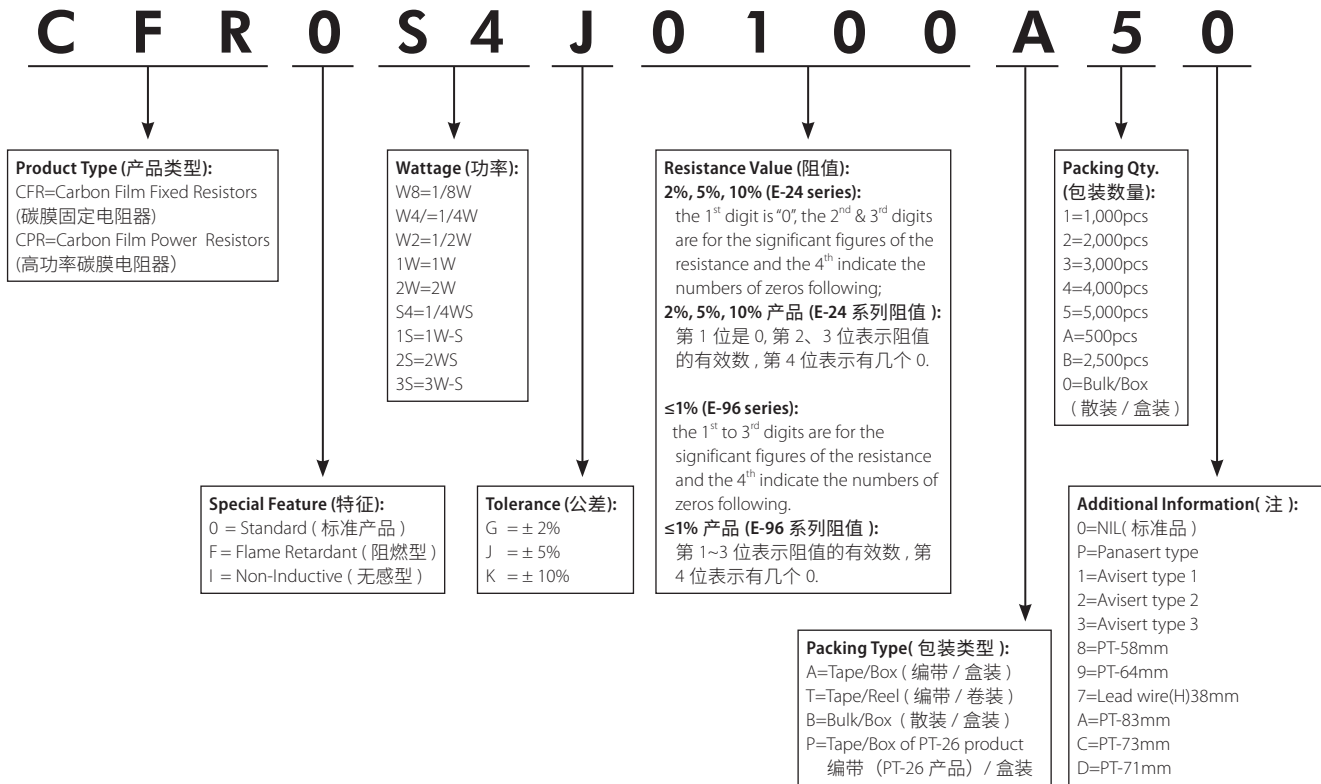 C F R 0 S 4 J 0 1 0 0 A 5 0
Product Type (产品类型):
CFR=Carbon Film Fixed Resistors
(碳膜固定电阻器)
CPR=Carbon Film Power Resistors
(高功率碳膜电阻器）
Wattage (功率):
W8=1/8W
W4/=1/4W
W2=1/2W
1W=1W
2W=2W
S4=1/4WS
1S=1W-S
2S=2WS
3S=3W-S
Resistance Value (阻值):
2%, 5%, 10% (E-24 series):
the 1st digit is "0", the 2nd & 3rd digits
are for the significant figures of the
resistance and the 4th indicate the
numbers of zeros following;
2%, 5%, 10% 产品 (E-24 系列阻值 ):
第 1 位是 0, 第 2、3 位表示阻值
的有效数 , 第 4 位表示有几个 0.
≤1% (E-96 series):
the 1st to 3rd digits are for the
significant figures of the resistance
and the 4th indicate the numbers of
zeros following.
≤1% 产品 (E-96 系列阻值 ):
第 1~3 位表示阻值的有效数 , 第
4 位表示有几个 0.
Packing Qty.
(包装数量):
1=1,000pcs
2=2,000pcs
3=3,000pcs
4=4,000pcs
5=5,000pcs
A=500pcs
B=2,500pcs
0=Bulk/Box
( 散装 / 盒装 )
Special Feature (特征):
0 = Standard ( 标准产品 )
F = Flame Retardant ( 阻燃型 )
I = Non-Inductive ( 无感型 )
Tolerance (公差):
G = ± 2%
J = ± 5%
K = ± 10%
Packing Type( 包装类型 ):
A=Tape/Box ( 编带 / 盒装 )
T=Tape/Reel ( 编带 / 卷装 )
B=Bulk/Box ( 散装 / 盒装 )
P=Tape/Box of PT-26 product
编带（PT-26 产品）/ 盒装
Additional Information( 注 ):
0=NIL( 标准品 )
P=Panasert type
1=Avisert type 1
2=Avisert type 2
3=Avisert type 3
8=PT-58mm
9=PT-64mm
7=Lead wire(H)38mm
A=PT-83mm
C=PT-73mm
D=PT-71mm